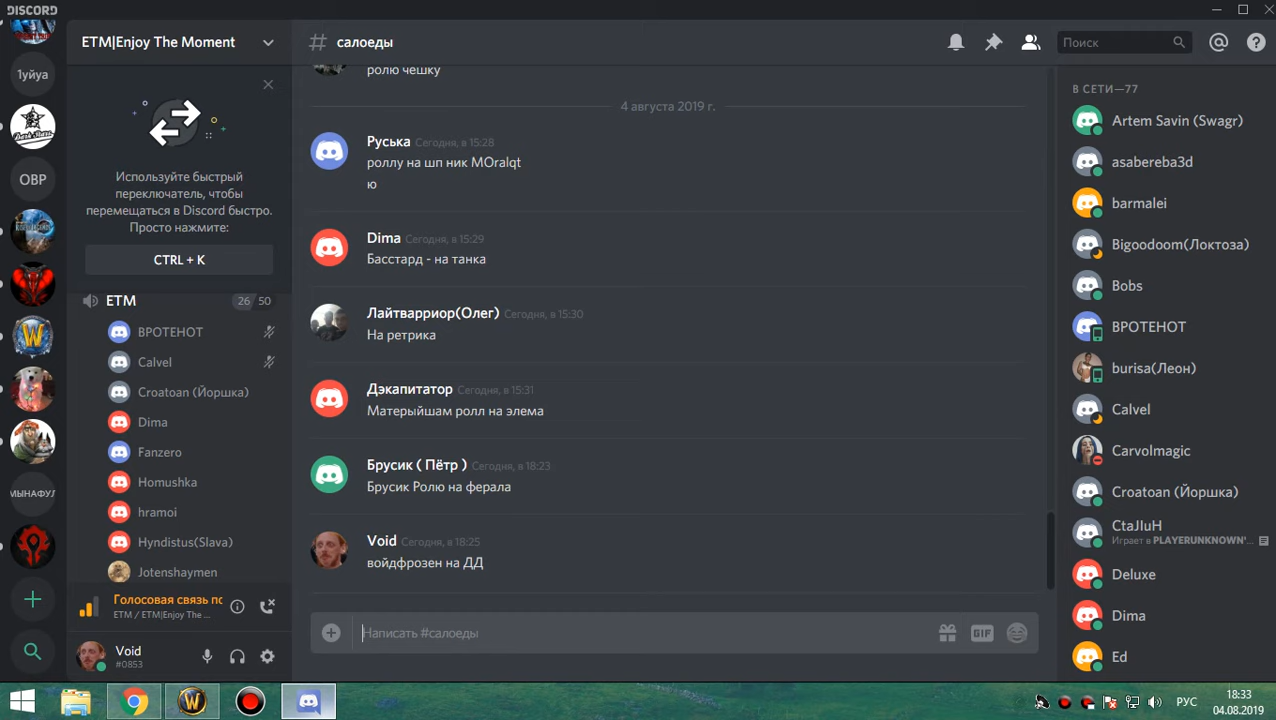 DISCORD
ETM|Enjoy The Moment
# салоеды
Поиск
1уйуа
ОВР
МЫНАФУЛ
Используйте быстрый
переключатель, чтобы
перемещаться в Discord быстро.
Просто нажмите:
CTRL + K
ETM
26 50
ВРОТЕНОТ
Calvel
Croatoan (Йоршка)
Dima
Fanzero
Homushka
hramoi
Hyndistus(Slava)
Jotenshaymen
Голосовая связь пс
ETM / ETM|Enjoy The ...
Void
#0853
ролю чешку
4 августа 2019 г.
Руська Сегодня, в 15:28
роллу на шп ник MOralqt
ю
Dima Сегодня, в 15:29
Басстард - на танка
Лайтварриор(Олег) Сегодня, в 15:30
На ретрика
Дэкапитатор Сегодня, в 15:31
Матерыйшам ролл на элема
Брусик ( Пётр ) Сегодня, в 18:23
Брусик Ролю на ферала
Void Сегодня, в 18:25
войдфрозен на ДД
Написать #салоеды
GIF
В СЕТИ—77
Artem Savin (Swagr)
asabereba3d
barmalei
Bigoodoom(Локтоза)
Bobs
ВРОТЕНОТ
burisa(Леон)
Calvel
Carvolmagic
Croatoan (Йоршка)
CtaJIuH
Играет в PLAYERUNKNOWN'...
Deluxe
Dima
Ed
РУС
18:33
04.08.2019